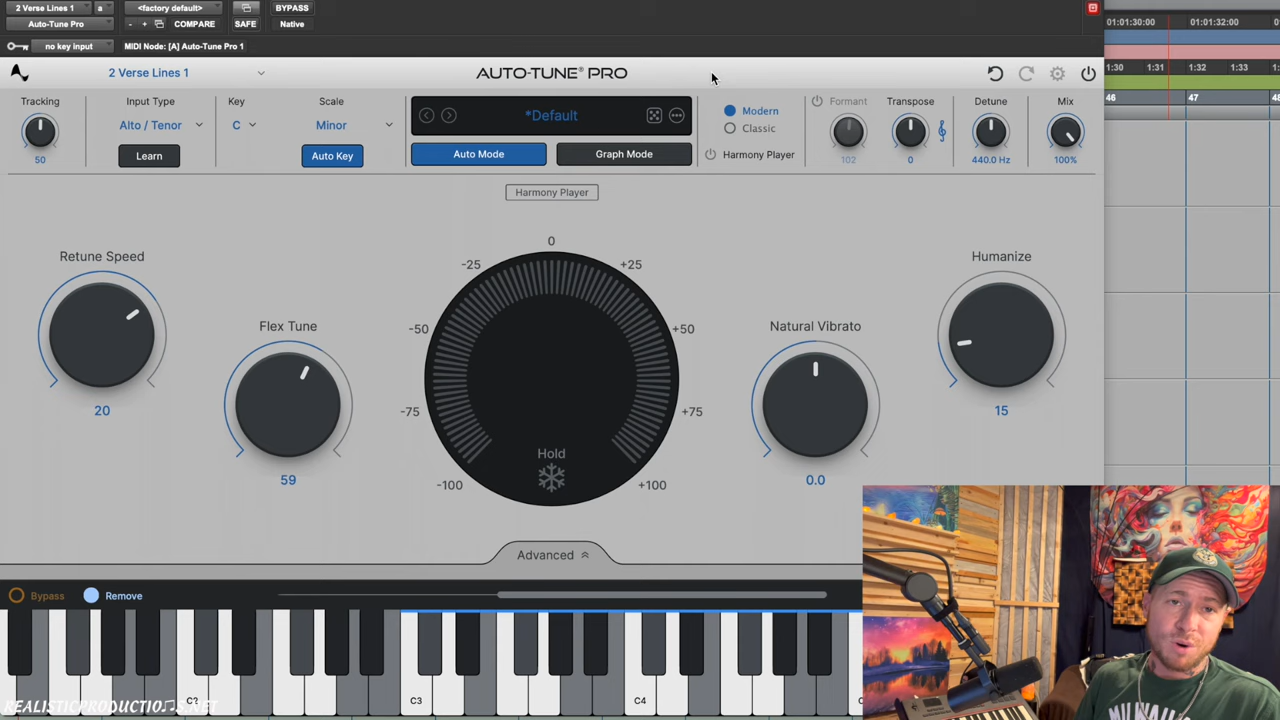 2 Verse Lines 1 a <factory default> BYPASS
Auto-Tune Pro - + COMPARE SAFE Native
no key input MIDI Node: [A] Auto-Tune Pro 1
01:01:30:00 01:01:32:00
1:30 1:31 1:32 1:33
46 47 48
2 Verse Lines 1 AUTO-TUNE® PRO
Tracking Input Type Key Scale
50 Alto / Tenor C Minor
Learn Auto Key
*Default
Auto Mode Graph Mode
Modern
Classic
Harmony Player
Formant Transpose Detune Mix
102 0 440.0 Hz 100%
Harmony Player
Retune Speed
20
Flex Tune
59
0
-25 +25
-50 +50
-75 +75
-100 +100
Hold
Natural Vibrato
0.0
Humanize
15
Advanced
Bypass Remove
C2 C3 C4
REALISTICPRODUCTIONS.NET